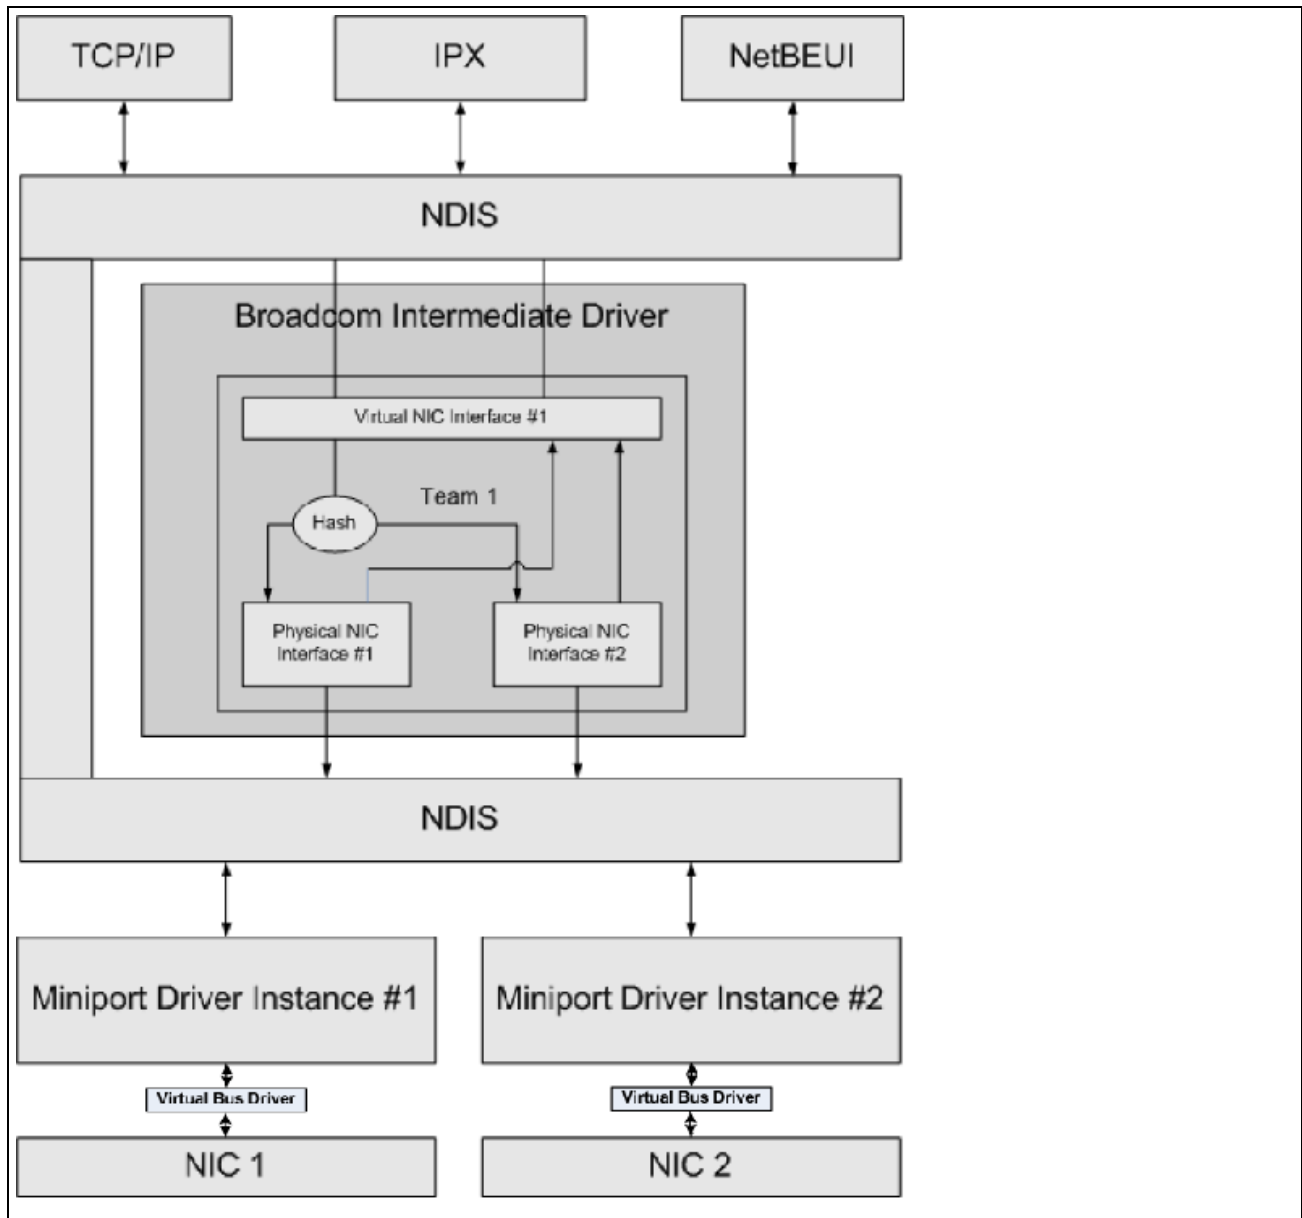 TCP/IP
IPX
NetBEUI
NDIS
Broadcom Intermediate Driver
Virtual NIC Interface #1
Team 1
Hash
Physical NIC
Interface #1
Physical NIC
Interface #2
NDIS
Miniport Driver Instance #1
Miniport Driver Instance #2
Virtual Bus Driver
Virtual Bus Driver
NIC 1
NIC 2